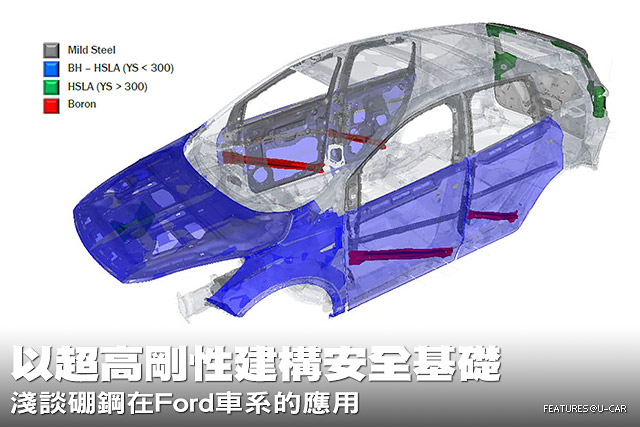 Mild Steel
BH – HSLA (YS < 300)
HSLA (YS > 300)
Boron
以超高剛性建構安全基礎
淺談硼鋼在Ford車系的應用
FEATURES@U-CAR